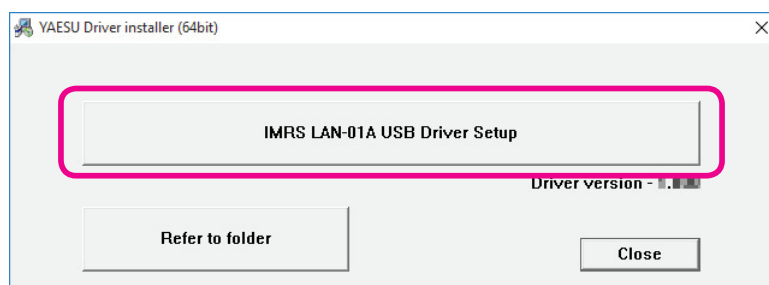 YAESU Driver installer (64bit)
IMRS LAN-01A USB Driver Setup
Driver version -
Refer to folder
Close